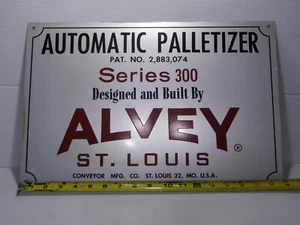 AUTOMATIC PALLETIZER
PAT. NO. 2,883,074
Series 300
Designed and Built By
ALVEY®
ST. LOUIS
CONVEYOR MFG. CO. ST. LOUIS 32, MO. U.S.A.